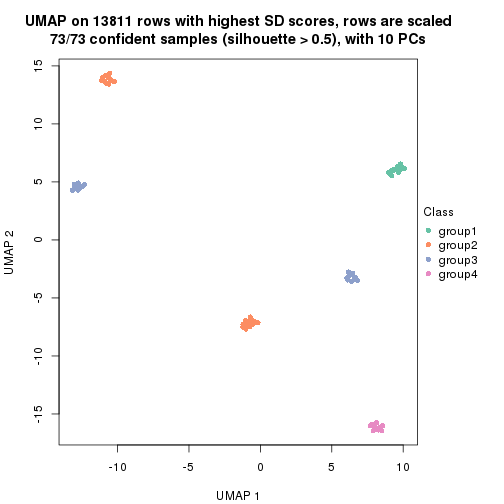 UMAP on 13811 rows with highest SD scores, rows are scaled
73/73 confident samples (silhouette > 0.5), with 10 PCs
15
10
5
0
-5
-10
-15
UMAP 2
-10
-5
0
5
10
UMAP 1
Class
group1
group2
group3
group4